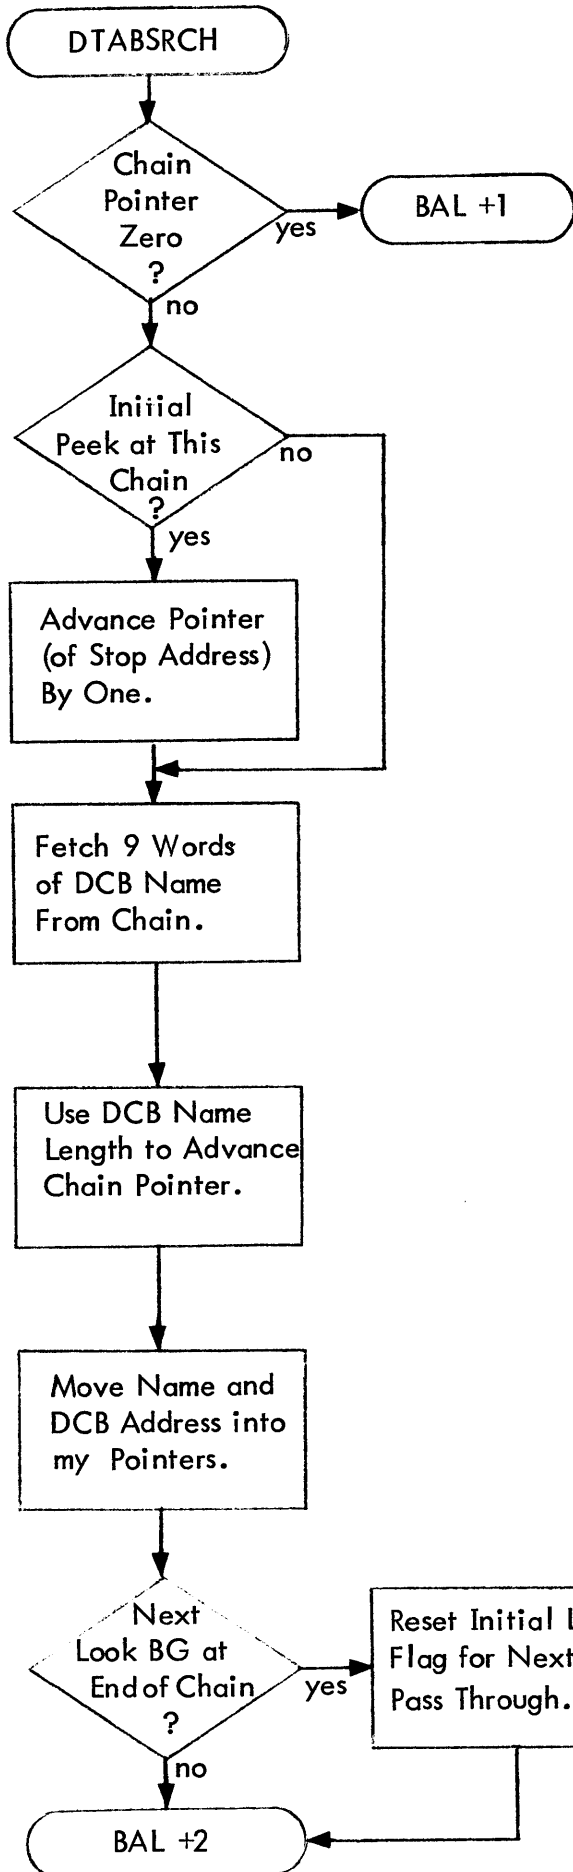 DTABSRCH
Chain
Pointer
Zero
?
yes
BAL +1
no
Initial
Peek at This
Chain
?
no
yes
Advance Pointer
(of Stop Address)
By One.
Fetch 9 Words
of DCB Name
From Chain.
Use DCB Name
Length to Advance
Chain Pointer.
Move Name and
DCB Address into
my Pointers.
Next
Look BG at
End of Chain
?
yes
Reset Initial
Flag for Next
Pass Through.
no
BAL +2